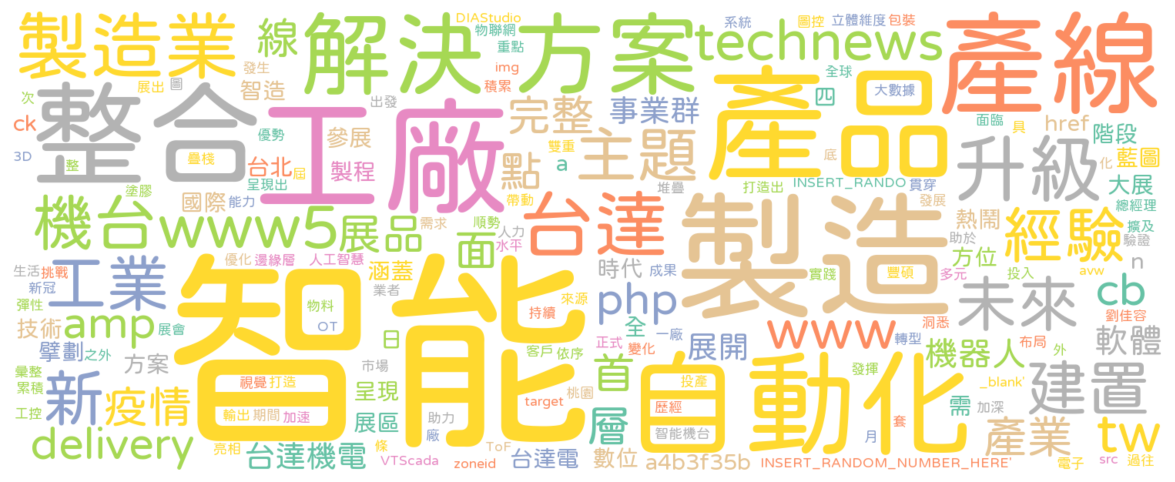 DIAStudio
系統
圖控
立體維度
包裝
製造業
線
解決方案
物聯網
重點
technews
產線
展出
圖
發生
智造
img
積累
全球
次
整合
工廠
出發
完整
事業群
產品
大數據
四
面臨
具
href
階段
ck
優勢
參展
雙重
主題
升級
化
藍圖
3D
整
疊棧
台北
屆
製程
點
a
底
大展
呈現出
堆疊
打造出
INSERT_RANDO
貫穿
總經理
塗膠
國際
能力
帶動
發展
擴及
機台
www5
展品
需求
順勢
面
台達
製造
熱鬧
經驗
驗證
人力
水平
助於
方位
n
優化
邊緣層
人工智慧
涵蓋
時代
成果
實踐
豐碩
多元
投入
avw
生活
挑戰
工業
業者
來源
php
洞悉
未來
cb
新冠
智能
物料
劉佳容
彈性
amp
展會
OT
日
持續
全
一廠
www
轉型
布局
外
技術
正式
變化
展開
機器人
軟體
擘劃
之外
方案
市場
客戶
依序
自動化
發揮
_blank'
彙整
累積
新
疫情
視覺
打造
呈現
target
桃園
首
投產
需
加深
建置
工控
輸出
期間
加速
展區
助力
層
歷經
套
產業
tw
delivery
亮相
廠
智能機台
月
台達機電
條
VTScada
ToF
zoneid
台達電
數位
a4b3f35b
INSERT_RANDOM_NUMBER_HERE'
電子
src
過往